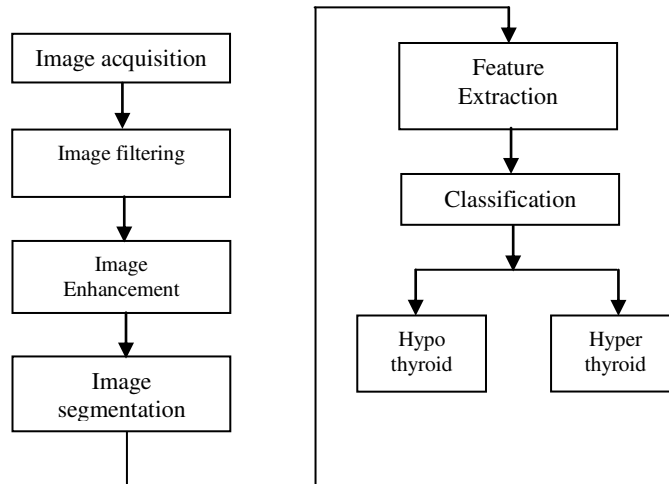 Image acquisition
Image filtering
Image
Enhancement
Image
segmentation
Feature
Extraction
Classification
Hypo
thyroid
Hyper
thyroid